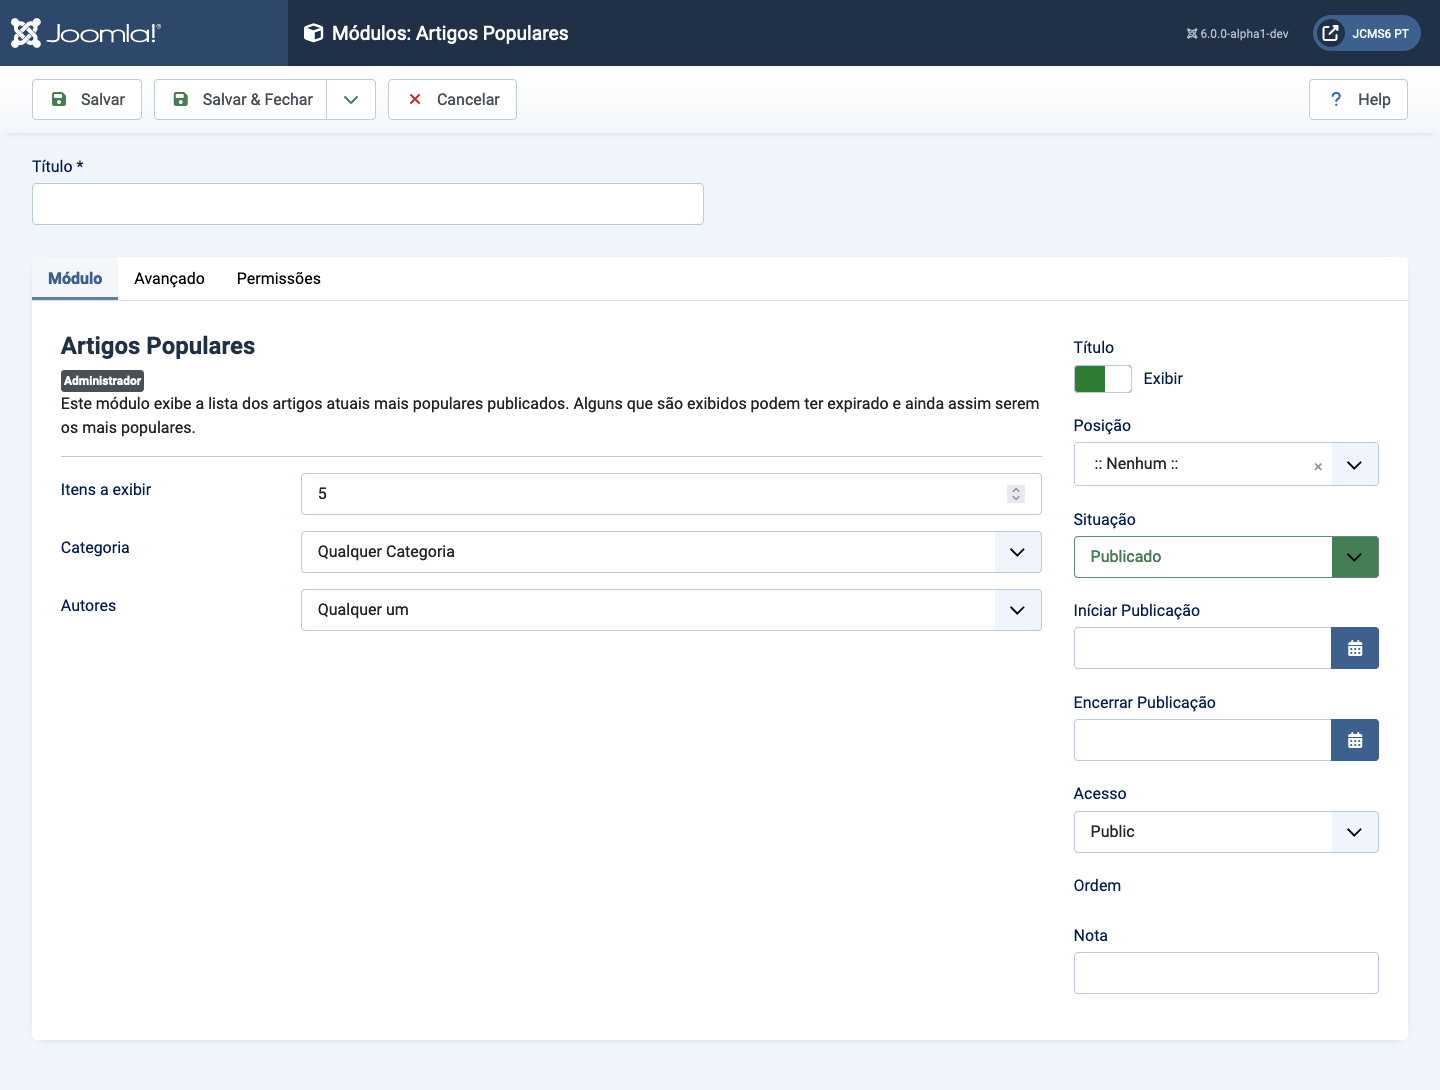 Joomla!®
Módulos: Artigos Populares
6.0.0-alpha1-dev
JCMS6 PT
Salvar
Salvar & Fechar
Cancelar
? Help
Título *
Módulo
Avançado
Permissões
Artigos Populares
Administrador
Este módulo exibe a lista dos artigos atuais mais populares publicados. Alguns que são exibidos podem ter expirado e ainda assim serem
os mais populares.
Itens a exibir
5
Categoria
Qualquer Categoria
Autores
Qualquer um
Título
Exibir
Posição
:: Nenhum ::
×
Situação
Publicado
Iníciar Publicação
Encerrar Publicação
Acesso
Public
Ordem
Nota